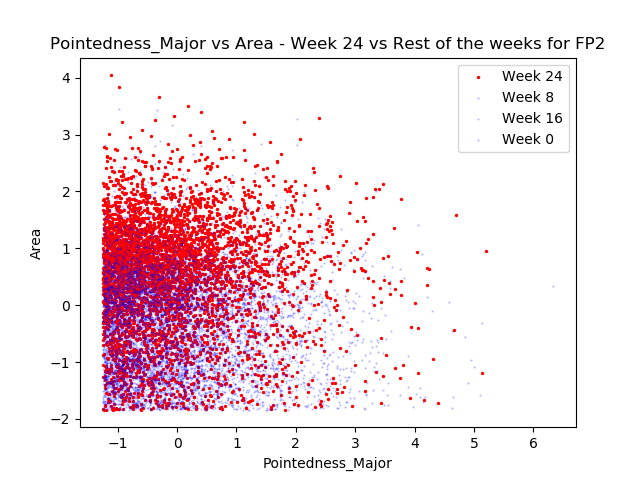 Pointedness_Major vs Area - Week 24 vs Rest of the weeks for FP2
Week 24
Week 8
Week 16
Week 0
4
3
2
1
0
−1
−2
Area
−1
0
1
2
3
4
5
6
Pointedness_Major